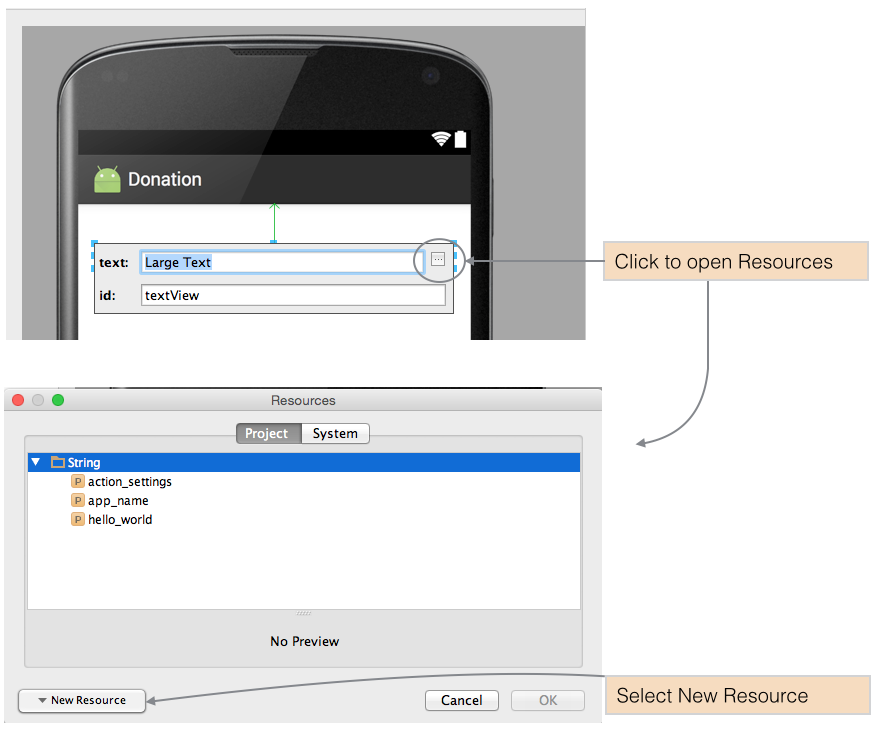 Donation
text: Large Text ...
Click to open Resources
id: textView
Resources
Project System
String
P action_settings
P app_name
P hello_world
No Preview
New Resource Cancel OK
Select New Resource